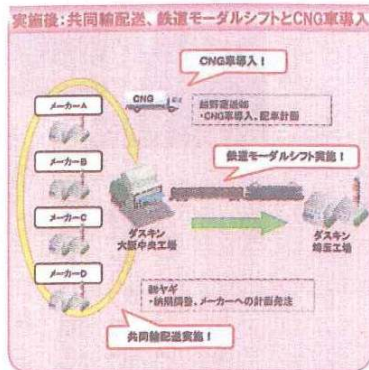 実施後:共同輸配送、鉄道モーダルシフトとCNG車導入
CNG車導入!
メーカーA
CNG
・CNG車導入、配車計画
メーカーB
鉄道モーダルシフト実施!
メーカーC
ダスキン
大阪中央工場
ダスキン
埼玉工場
メーカーD
㈱ヤギ
・納期調整、メーカーへの計画発注
共同輸配送実施!